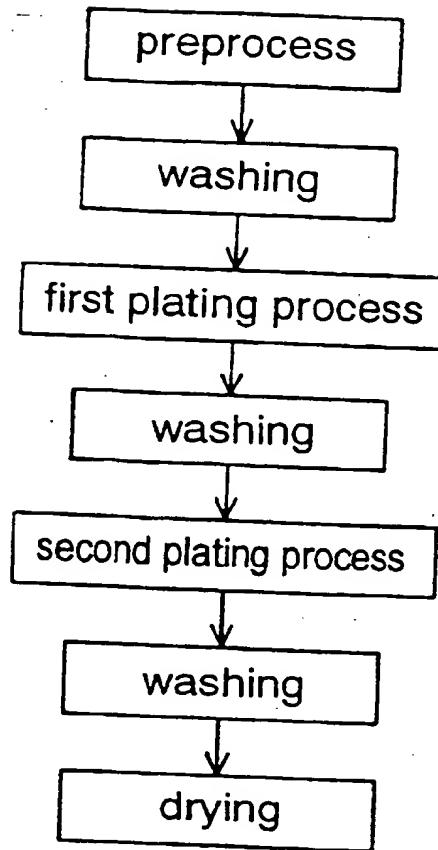 preprocess
washing
first plating process
washing
second plating process
washing
drying